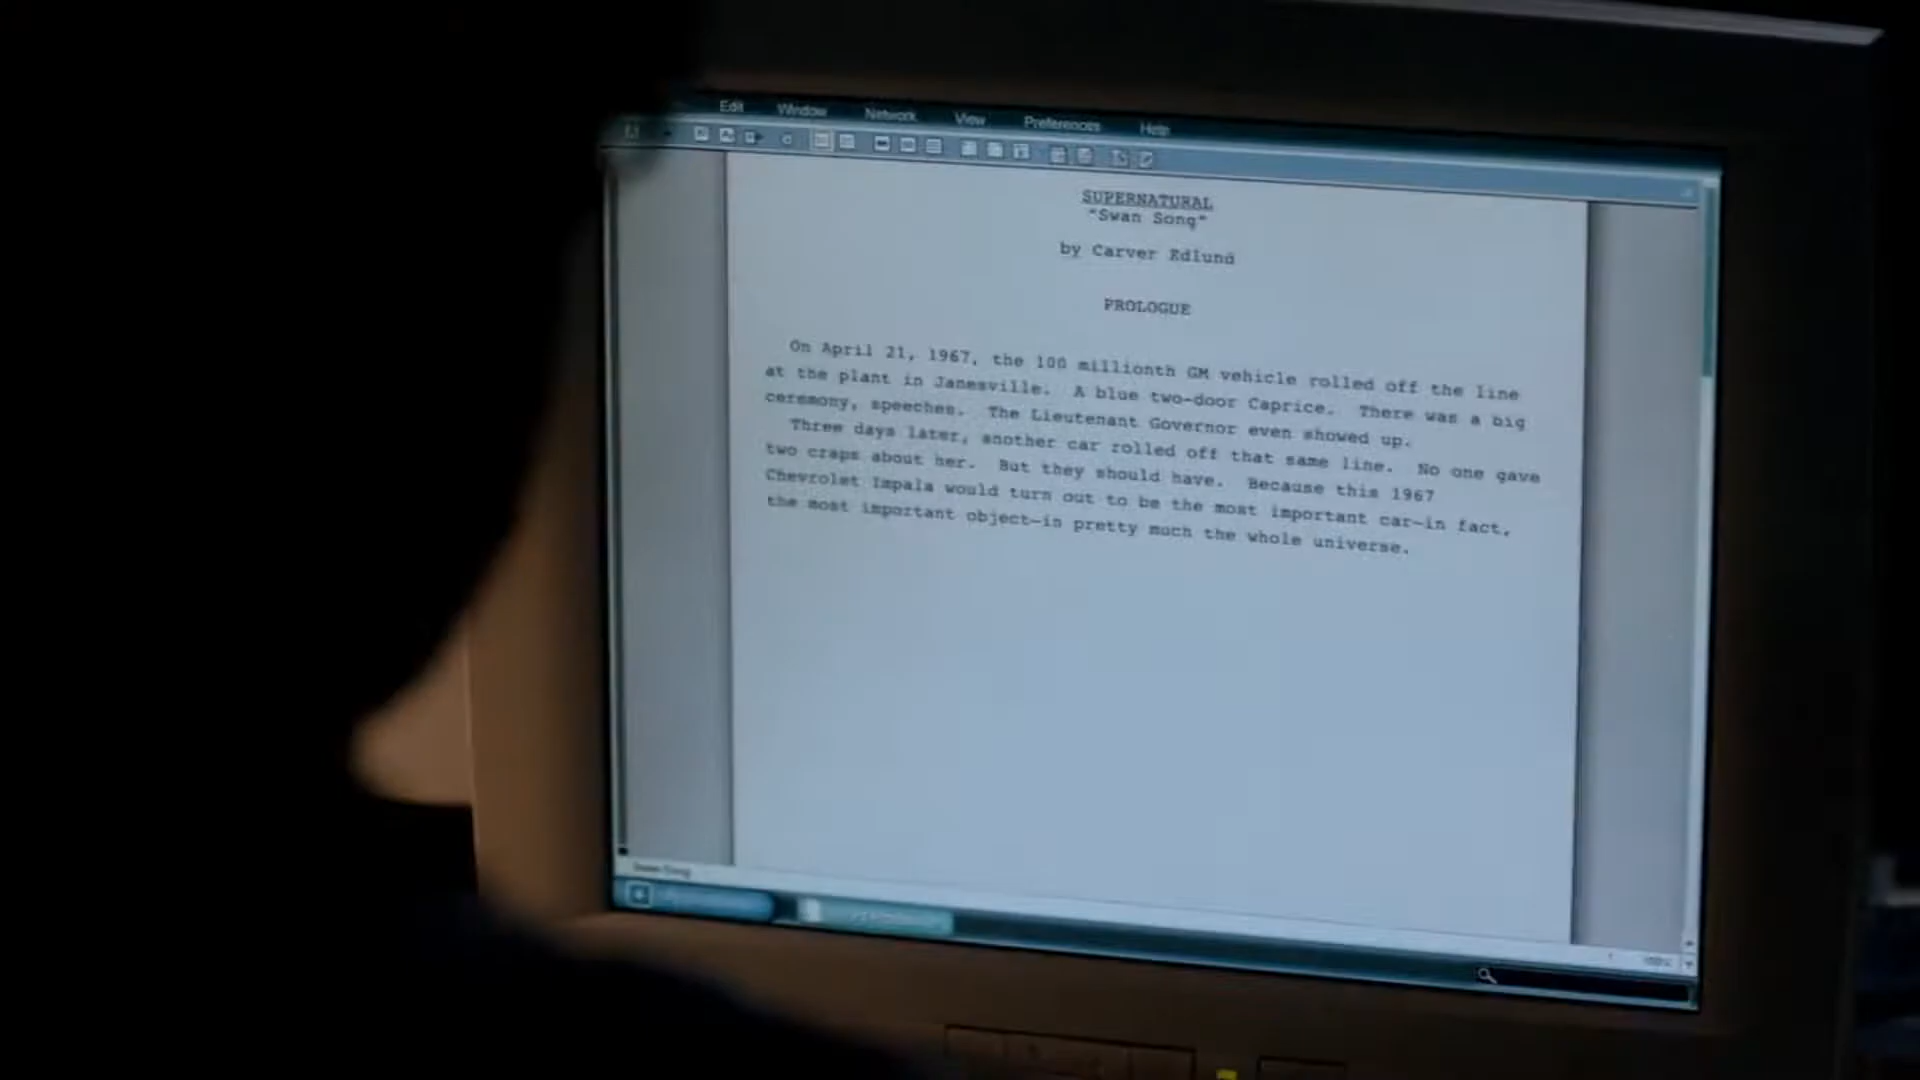 Edit Window Network View Preferences Help
SUPERNATURAL
"Swan Song"
by Carver Edlund
PROLOGUE
On April 21, 1967, the 100 millionth GM vehicle rolled off the line
at the plant in Janesville. A blue two-door Caprice. There was a big
ceremony, speeches. The Lieutenant Governor even showed up.
Three days later, another car rolled off that same line. No one gave
two craps about her. But they should have. Because this 1967
Chevrolet Impala would turn out to be the most important car—in fact,
the most important object—in pretty much the whole universe.
Swan Song